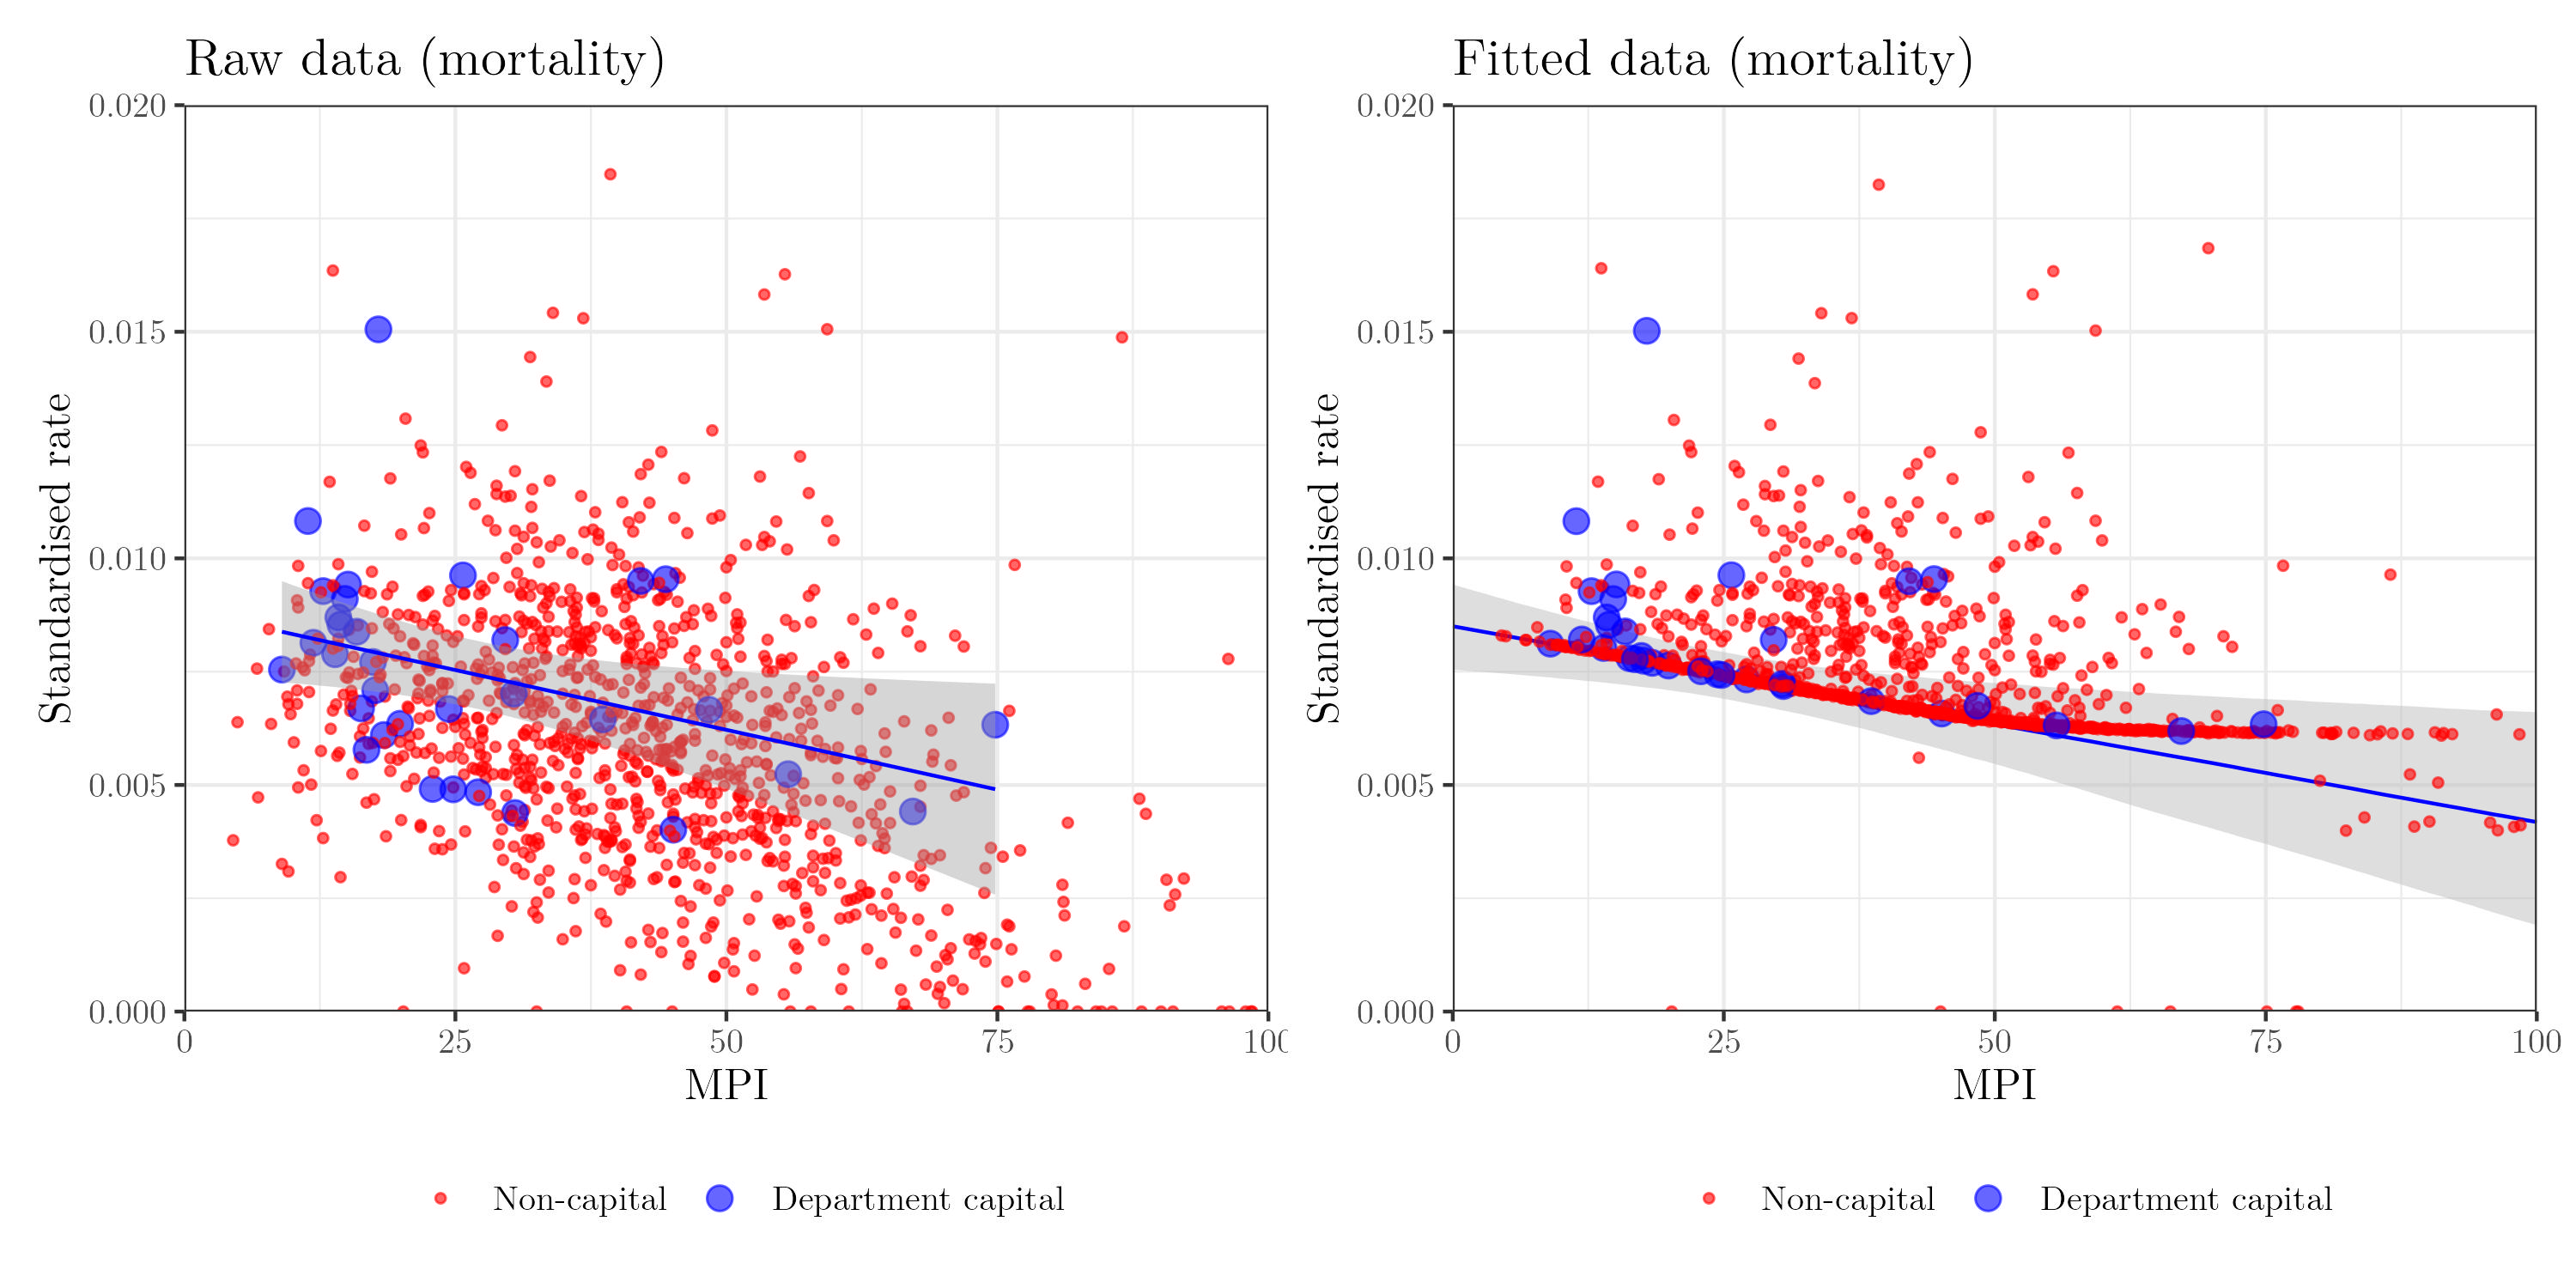 Raw data (mortality)
0.020
0.015
0.010
0.005
0.000
Standardised rate
0 25 50 75 100
MPI
Non-capital Department capital
Fitted data (mortality)
0.020
0.015
0.010
0.005
0.000
Standardised rate
0 25 50 75 100
MPI
Non-capital Department capital